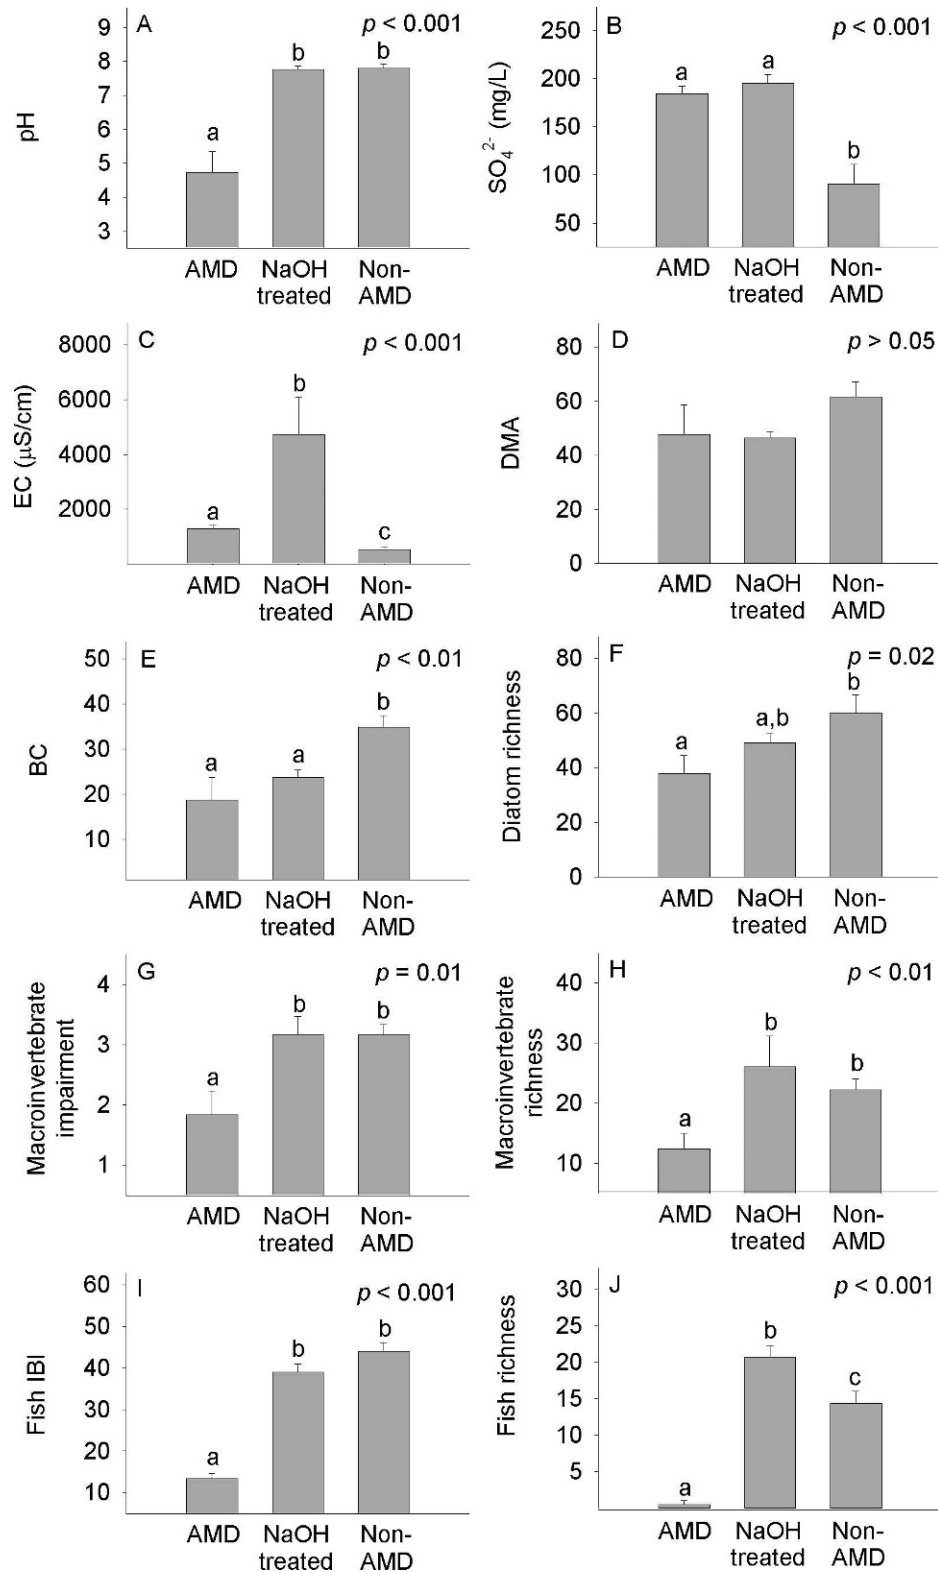 A
p < 0.001
pH
9
8
7
6
5
4
3
a
b
b
AMD
NaOH
treated
Non-
AMD
B
p < 0.001
SO₄²⁻ (mg/L)
250
200
150
100
50
a
a
b
AMD
NaOH
treated
Non-
AMD
C
p < 0.001
EC (µS/cm)
8000
6000
4000
2000
a
b
c
AMD
NaOH
treated
Non-
AMD
D
p > 0.05
DMA
80
60
40
20
0
AMD
NaOH
treated
Non-
AMD
E
p < 0.01
BC
50
40
30
20
10
a
a
b
AMD
NaOH
treated
Non-
AMD
F
p = 0.02
Diatom richness
80
60
40
20
0
a
a,b
b
AMD
NaOH
treated
Non-
AMD
G
p = 0.01
Macroinvertebrate
impairment
4
3
2
1
a
b
b
AMD
NaOH
treated
Non-
AMD
H
p < 0.01
Macroinvertebrate
richness
40
30
20
10
a
b
b
AMD
NaOH
treated
Non-
AMD
I
p < 0.001
Fish IBI
60
50
40
30
20
10
a
b
b
AMD
NaOH
treated
Non-
AMD
J
p < 0.001
Fish richness
30
25
20
15
10
5
a
b
c
AMD
NaOH
treated
Non-
AMD